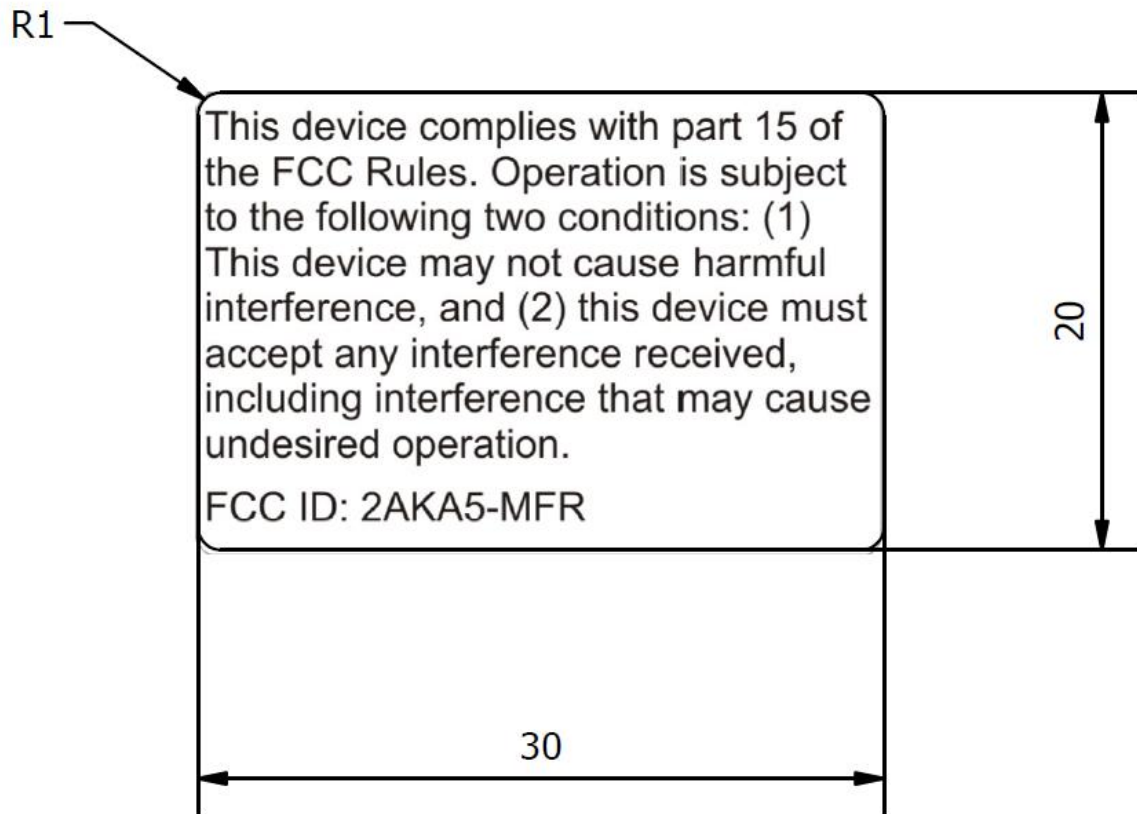 R1
This device complies with part 15 of
the FCC Rules. Operation is subject
to the following two conditions: (1)
This device may not cause harmful
interference, and (2) this device must
accept any interference received,
including interference that may cause
undesired operation.
FCC ID: 2AKA5-MFR
20
30